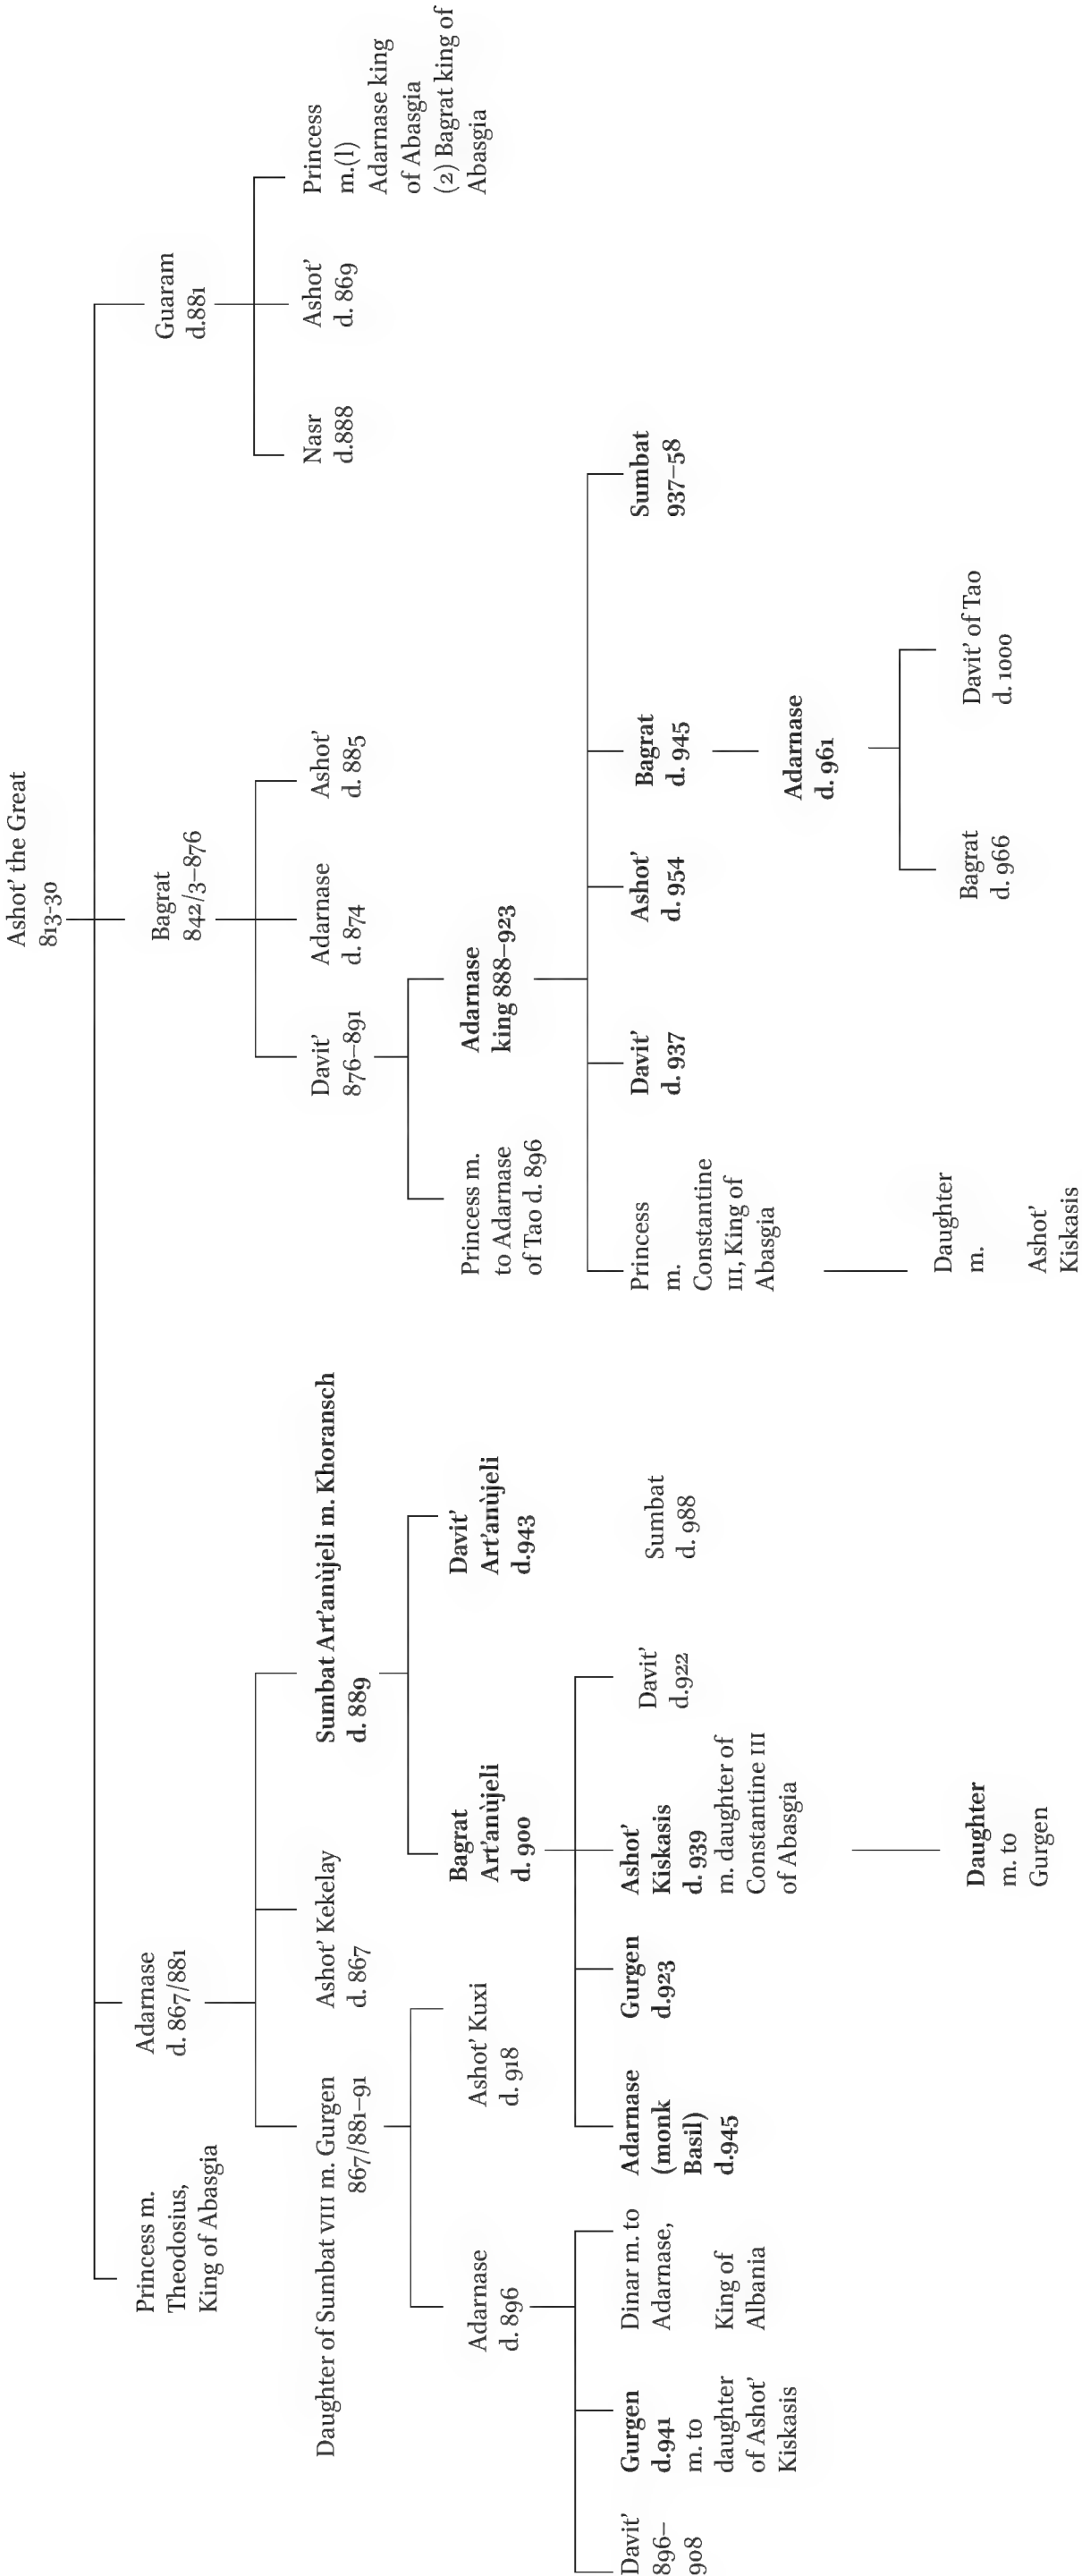 Ashot’ the Great
813-30
Princess m.
Theodosius,
King of Abasgia
Adarnase
d. 867/881
Bagrat
842/3–876
Guaram
d.881
Daughter of Sumbat VIII m. Gurgen
867/881–91
Ashot’ Kekelay
d. 867
Sumbat Art’anùjeli m. Khoransch
d. 889
Davit’
876–891
Adarnase
d. 874
Ashot’
d. 885
Nasr
d.888
Ashot’
d. 869
Princess
m.(1)
Adarnase king
of Abasgia
(2) Bagrat king of
Abasgia
Adarnase
d. 896
Ashot’ Kuxi
d. 918
Bagrat
Art’anùjeli
d. 900
Davit’
Art’anùjeli
d.943
Princess m.
to Adarnase
of Tao d. 896
Adarnase
king 888–923
Davit’
896–
908
Gurgen
d.941
m. to
daughter
of Ashot’
Kiskasis
Dinar m. to
Adarnase,
King of
Albania
Adarnase
(monk
Basil)
d.945
Gurgen
d.923
Ashot’
Kiskasis
d. 939
m. daughter of
Constantine III
of Abasgia
Davit’
d.922
Sumbat
d. 988
Princess
m.
Constantine
III, King of
Abasgia
Davit’
d. 937
Ashot’
d. 954
Bagrat
d. 945
Sumbat
937–58
Adarnase
d. 961
Daughter
m. to
Gurgen
Daughter
m.
Ashot’
Kiskasis
Bagrat
d. 966
Davit’ of Tao
d. 1000